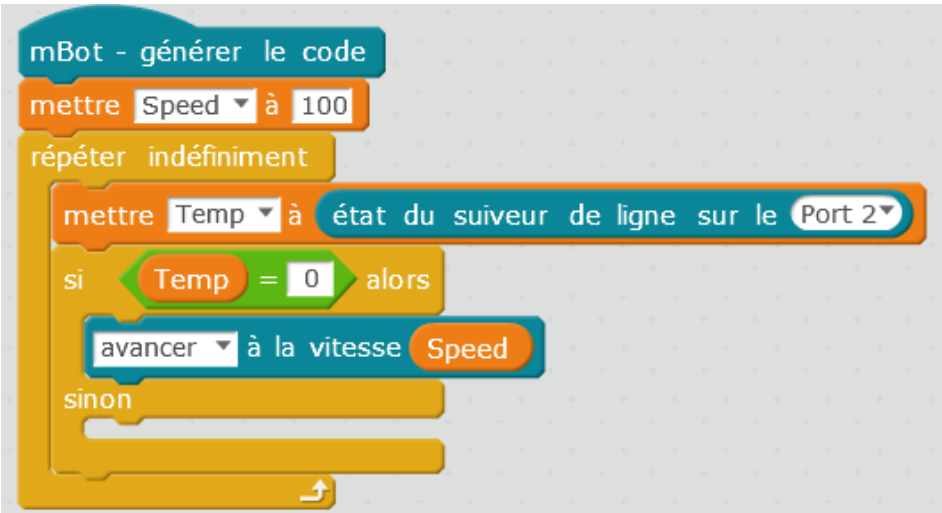 mBot - générer le code
mettre Speed à 100
répéter indéfiniment
mettre Temp à état du suiveur de ligne sur le Port 2
si Temp = 0 alors
avancer à la vitesse Speed
sinon